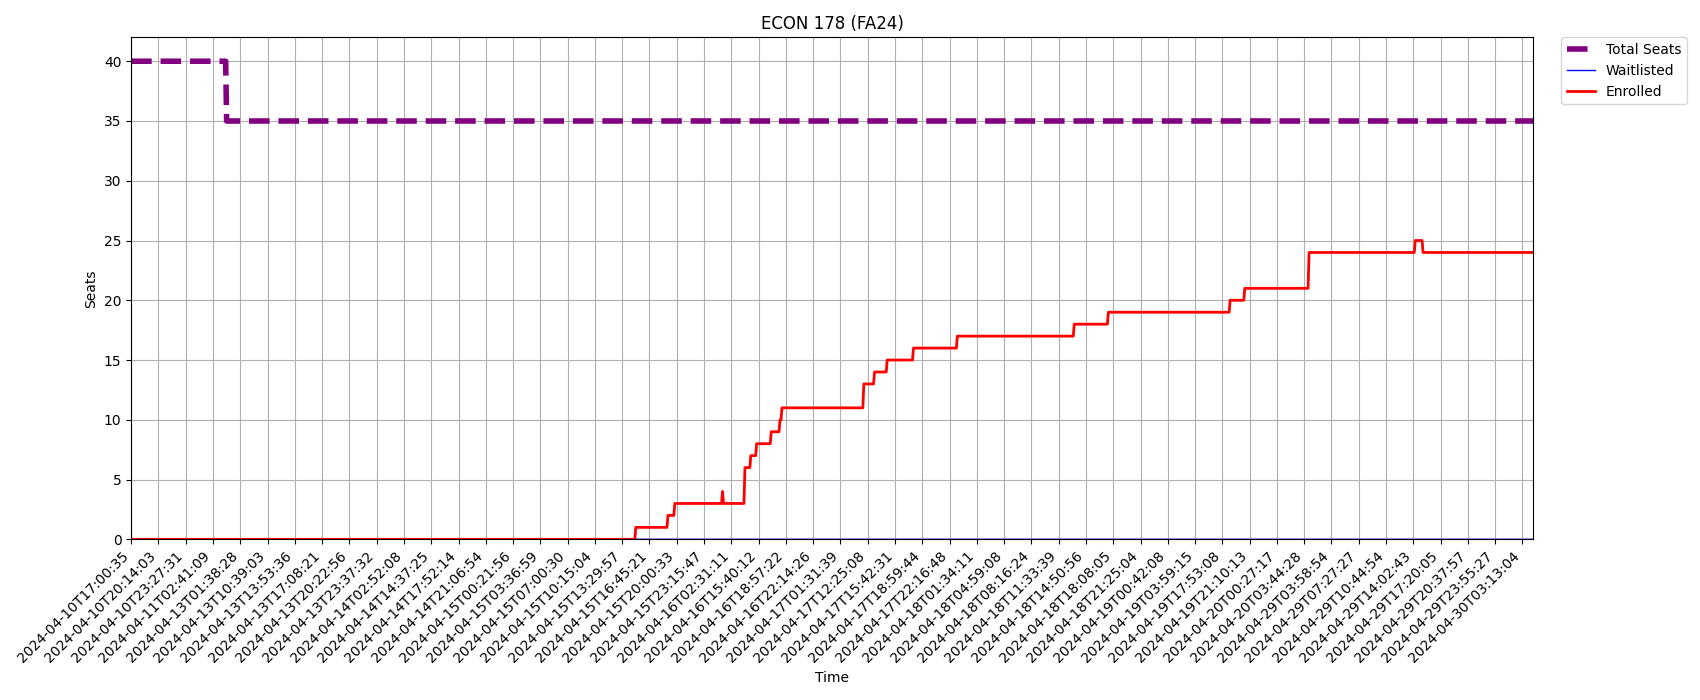 ECON 178 (FA24)
Total Seats
Waitlisted
Enrolled
Seats
40
35
30
25
20
15
10
5
0
2024-04-10T17:00:35
2024-04-10T20:14:03
2024-04-10T23:27:31
2024-04-11T02:41:09
2024-04-13T01:38:28
2024-04-13T10:39:03
2024-04-13T13:53:36
2024-04-13T17:08:21
2024-04-13T20:22:56
2024-04-13T23:37:32
2024-04-14T02:52:08
2024-04-14T14:37:25
2024-04-14T17:52:14
2024-04-14T21:06:54
2024-04-15T00:21:56
2024-04-15T03:36:59
2024-04-15T07:00:30
2024-04-15T10:15:04
2024-04-15T13:29:57
2024-04-15T16:45:21
2024-04-15T20:00:33
2024-04-15T23:15:47
2024-04-16T02:31:11
2024-04-16T15:40:12
2024-04-16T18:57:22
2024-04-16T22:14:26
2024-04-17T01:31:39
2024-04-17T12:25:08
2024-04-17T15:42:31
2024-04-17T18:59:44
2024-04-17T22:16:48
2024-04-18T01:34:11
2024-04-18T04:59:08
2024-04-18T08:16:24
2024-04-18T11:33:39
2024-04-18T14:50:56
2024-04-18T18:08:05
2024-04-18T21:25:04
2024-04-19T00:42:08
2024-04-19T03:59:15
2024-04-19T17:53:08
2024-04-19T21:10:13
2024-04-20T00:27:17
2024-04-20T03:44:28
2024-04-29T03:58:54
2024-04-29T07:27:27
2024-04-29T10:44:54
2024-04-29T14:02:43
2024-04-29T17:20:05
2024-04-29T20:37:57
2024-04-29T23:55:27
2024-04-30T03:13:04
Time